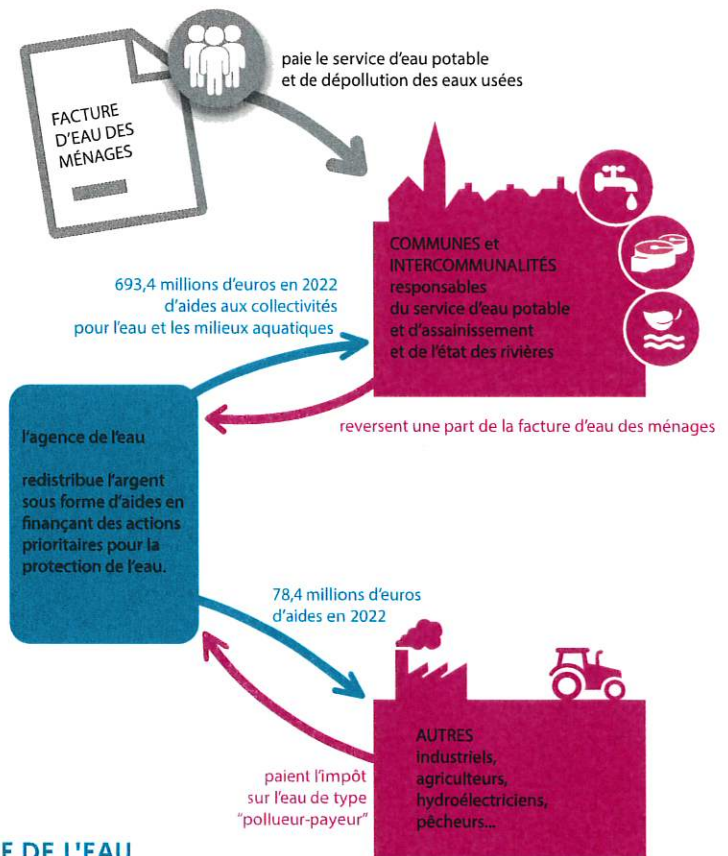 paie le service d'eau potable
et de dépollution des eaux usées
FACTURE
D'EAU DES
MÉNAGES
COMMUNES et
INTERCOMMUNALITÉS
responsables
du service d'eau potable
et d'assainissement
et de l'état des rivières
693,4 millions d'euros en 2022
d'aides aux collectivités
pour l'eau et les milieux aquatiques
reversent une part de la facture d'eau des ménages
l'agence de l'eau
redistribue l'argent
sous forme d'aides en
finançant des actions
prioritaires pour la
protection de l'eau.
78,4 millions d'euros
d'aides en 2022
paient l'impôt
sur l'eau de type
"pollueur-payeur"
AUTRES
industriels,
agriculteurs,
hydroélectriciens,
pêcheurs...
E DE L'EAU